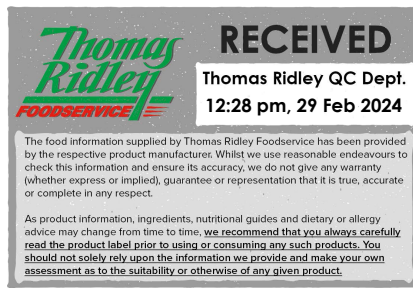 Thomas
Ridley
FOODSERVICE
RECEIVED
Thomas Ridley QC Dept.
12:28 pm, 29 Feb 2024
The food information supplied by Thomas Ridley Foodservice has been provided
by the respective product manufacturer. Whilst we use reasonable endeavours to
check this information and ensure its accuracy, we do not give any warranty
(whether express or implied), guarantee or representation that it is true, accurate
or complete in any respect.
As product information, ingredients, nutritional guides and dietary or allergy
advice may change from time to time, we recommend that you always carefully
read the product label prior to using or consuming any such products. You
should not solely rely upon the information we provide and make your own
assessment as to the suitability or otherwise of any given product.